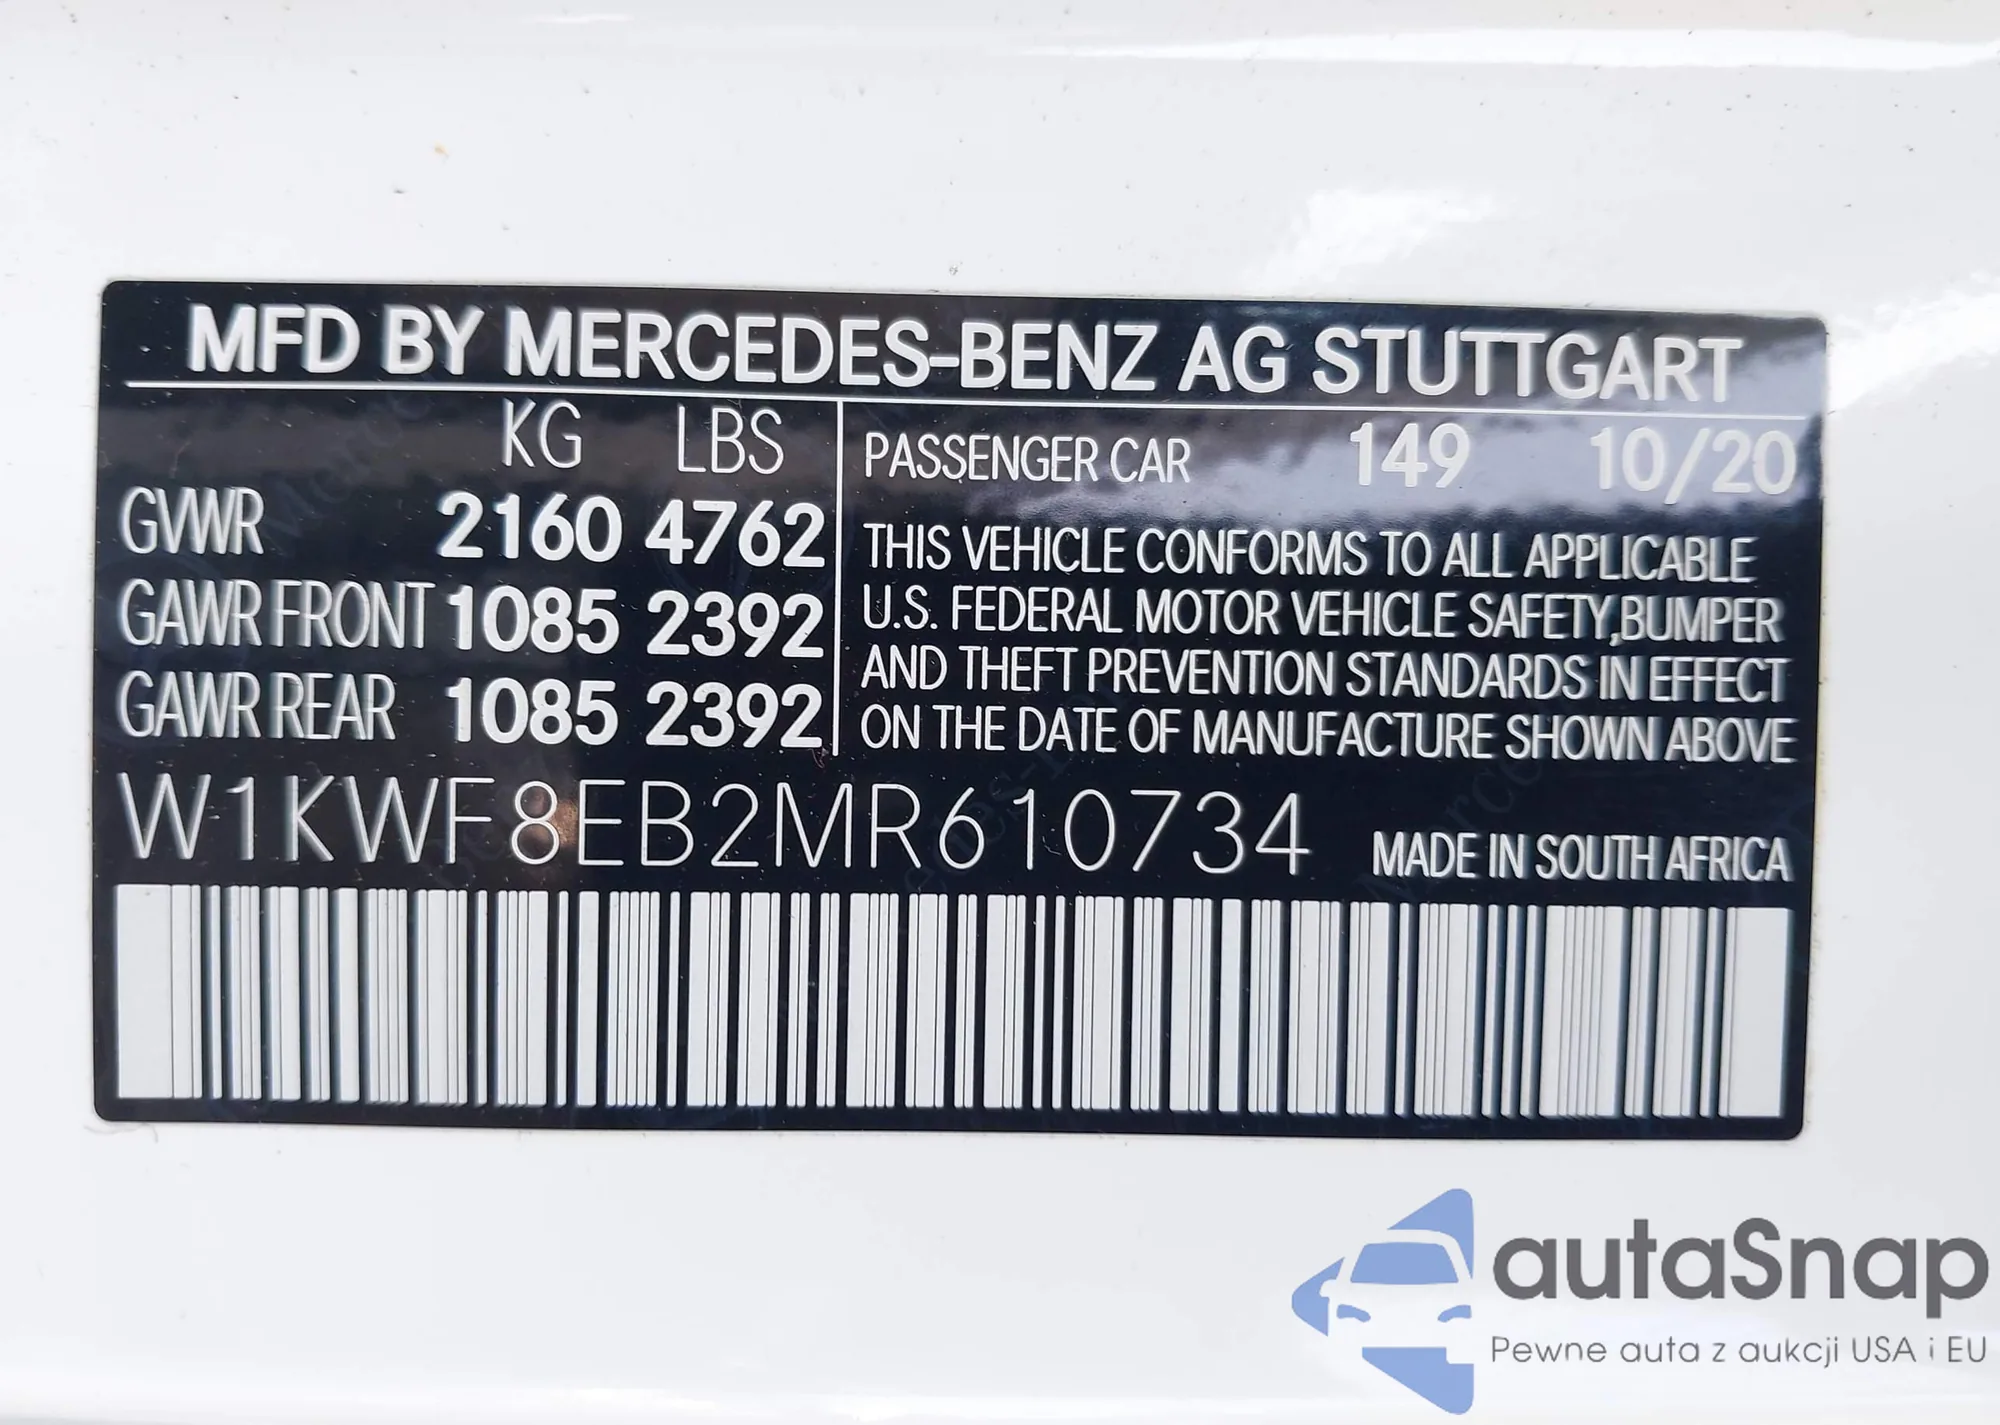 MFD BY MERCEDES-BENZ AG STUTTGART
KG LBS
GVWR 2160 4762
GAWR FRONT 1085 2392
GAWR REAR 1085 2392
PASSENGER CAR 149 10/20
THIS VEHICLE CONFORMS TO ALL APPLICABLE
U.S. FEDERAL MOTOR VEHICLE SAFETY,BUMPER
AND THEFT PREVENTION STANDARDS IN EFFECT
ON THE DATE OF MANUFACTURE SHOWN ABOVE
W1KWF8EB2MR610734 MADE IN SOUTH AFRICA
autaSnap
Pewne auta z aukcji USA i EU